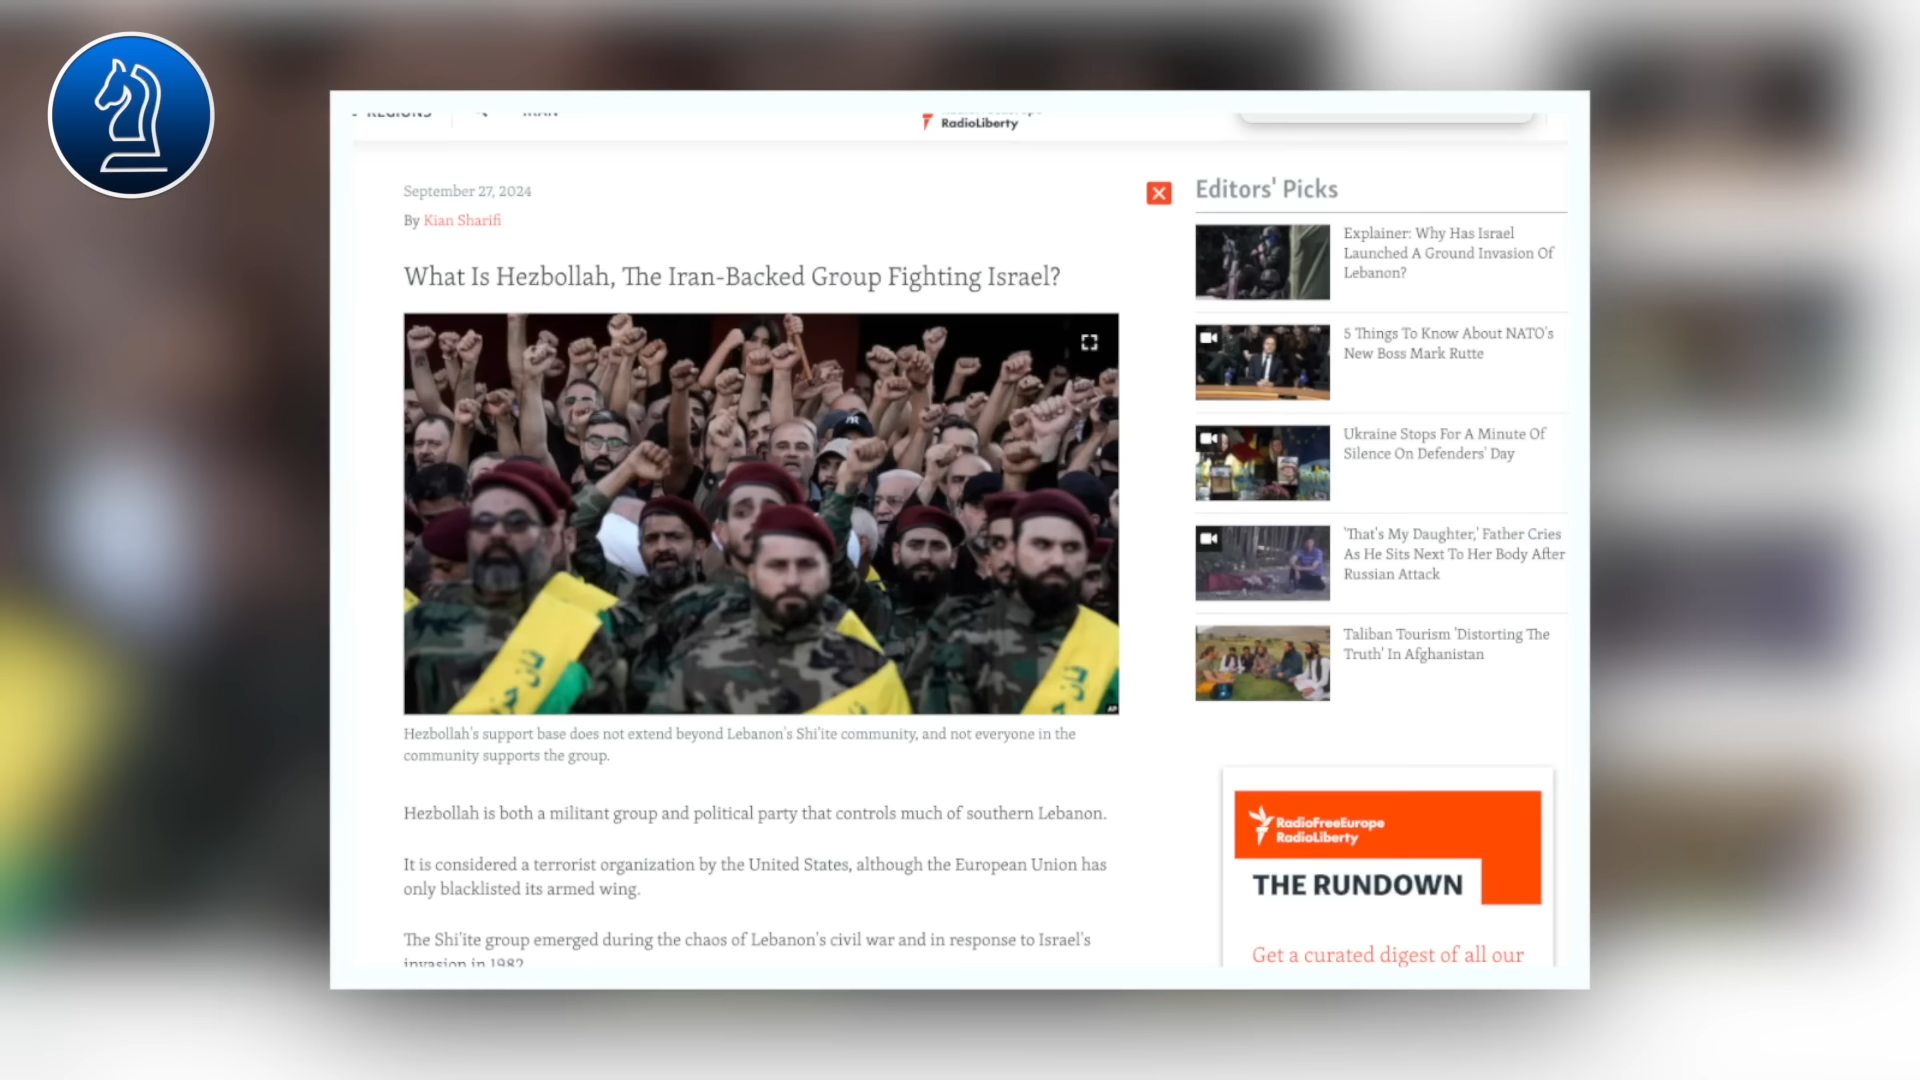 REGIONS
IRAN
RadioLiberty
September 27, 2024
By Kian Sharifi
What Is Hezbollah, The Iran-Backed Group Fighting Israel?
AP
Hezbollah's support base does not extend beyond Lebanon's Shi'ite community, and not everyone in the
community supports the group.
Hezbollah is both a militant group and political party that controls much of southern Lebanon.
It is considered a terrorist organization by the United States, although the European Union has
only blacklisted its armed wing.
The Shi'ite group emerged during the chaos of Lebanon's civil war and in response to Israel's
invasion in 1982
Editors' Picks
Explainer: Why Has Israel
Launched A Ground Invasion Of
Lebanon?
5 Things To Know About NATO's
New Boss Mark Rutte
Ukraine Stops For A Minute Of
Silence On Defenders' Day
'That's My Daughter,' Father Cries
As He Sits Next To Her Body After
Russian Attack
Taliban Tourism 'Distorting The
Truth' In Afghanistan
RadioFreeEurope
RadioLiberty
THE RUNDOWN
Get a curated digest of all our